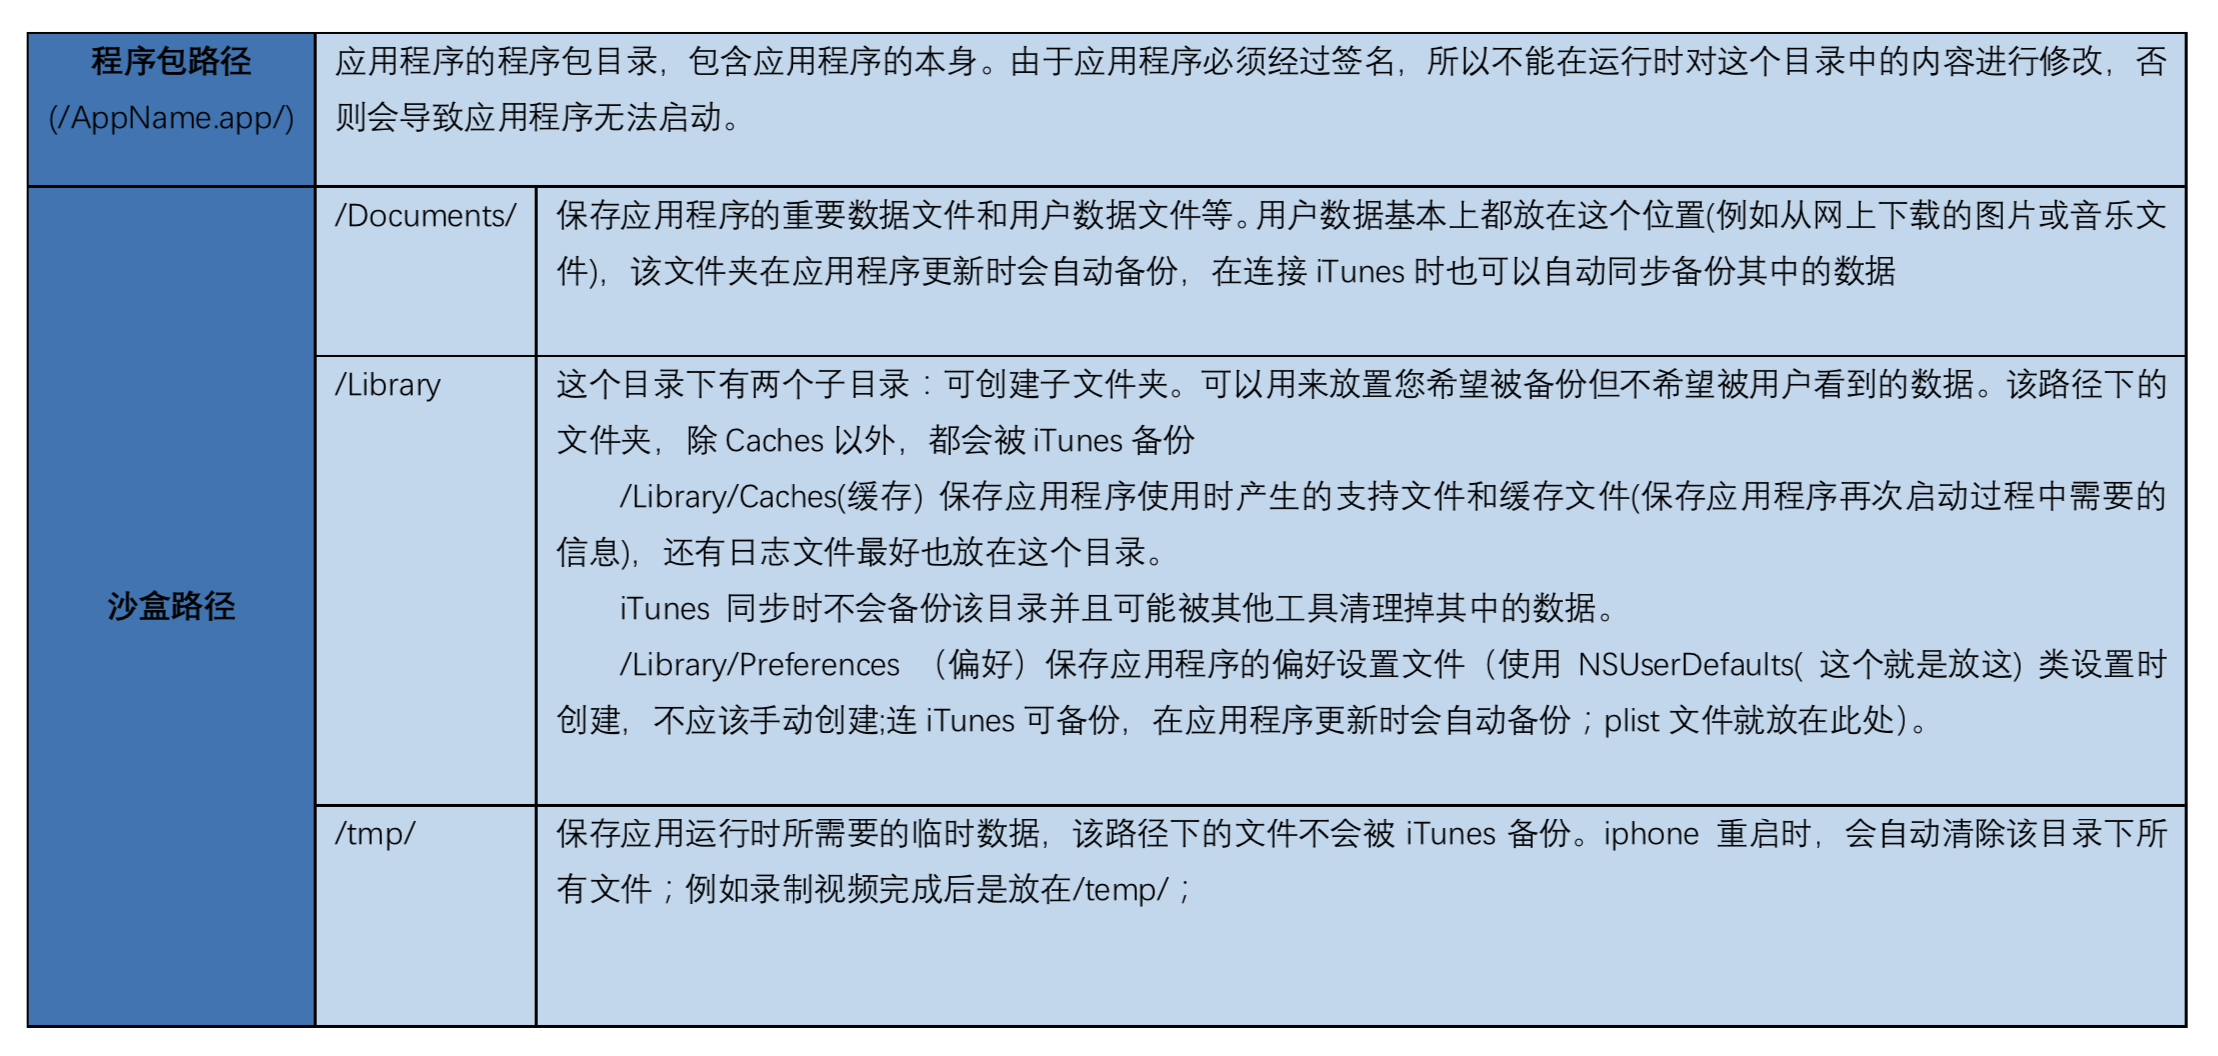 程序包路径
(/AppName.app/)
应用程序的程序包目录，包含应用程序的本身。由于应用程序必须经过签名，所以不能在运行时对这个目录中的内容进行修改，否
则会导致应用程序无法启动。
沙盒路径
/Documents/
保存应用程序的重要数据文件和用户数据文件等。用户数据基本上都放在这个位置(例如从网上下载的图片或音乐文
件)，该文件夹在应用程序更新时会自动备份，在连接 iTunes 时也可以自动同步备份其中的数据
/Library
这个目录下有两个子目录：可创建子文件夹。可以用来放置您希望被备份但不希望被用户看到的数据。该路径下的
文件夹，除 Caches 以外，都会被 iTunes 备份
/Library/Caches(缓存) 保存应用程序使用时产生的支持文件和缓存文件(保存应用程序再次启动过程中需要的
信息)，还有日志文件最好也放在这个目录。
iTunes 同步时不会备份该目录并且可能被其他工具清理掉其中的数据。
/Library/Preferences （偏好）保存应用程序的偏好设置文件（使用 NSUserDefaults( 这个就是放这) 类设置时
创建，不应该手动创建;连 iTunes 可备份，在应用程序更新时会自动备份；plist 文件就放在此处）。
/tmp/
保存应用运行时所需要的临时数据，该路径下的文件不会被 iTunes 备份。iphone 重启时，会自动清除该目录下所
有文件；例如录制视频完成后是放在/temp/；